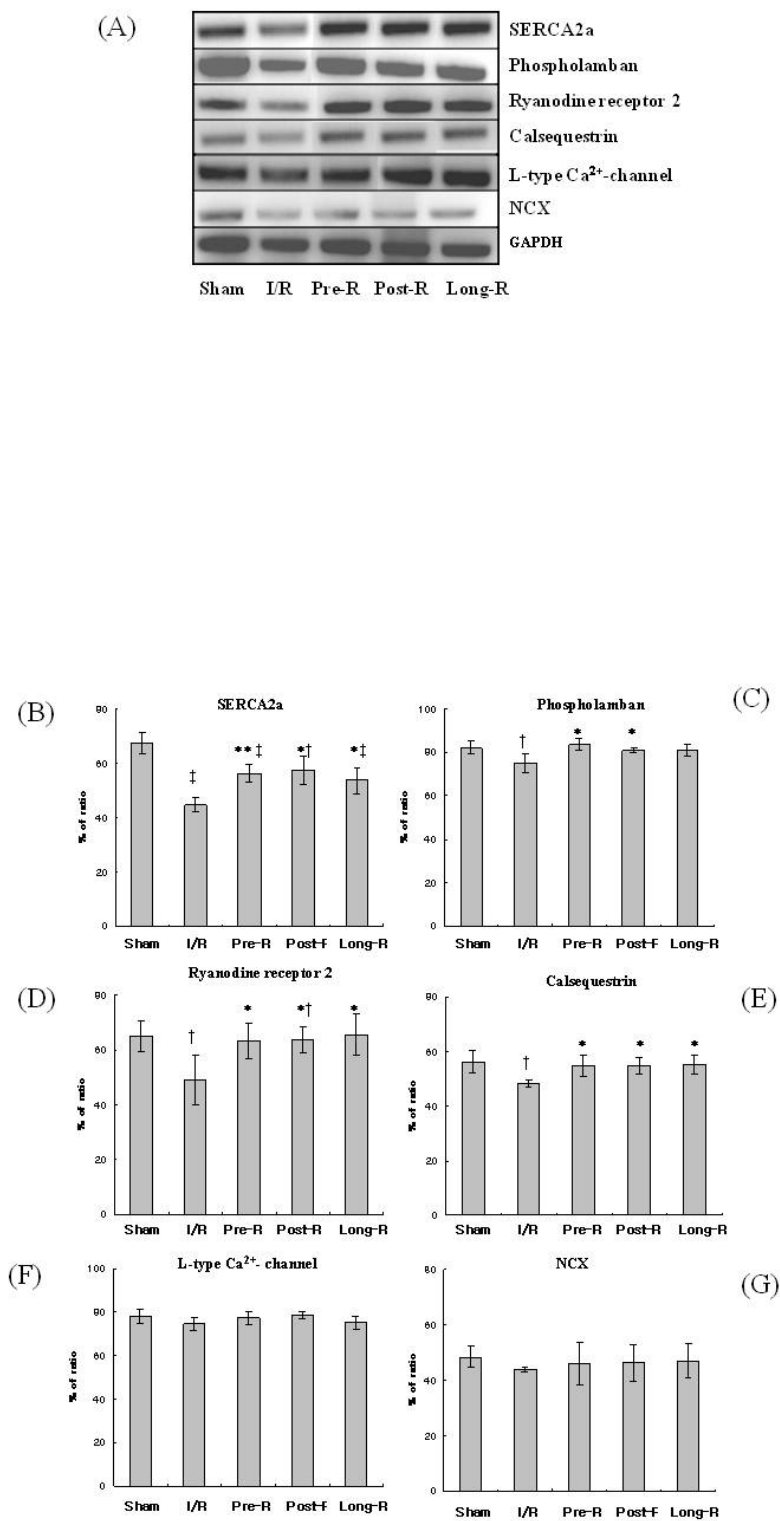 (A)
SERCA2a
Phospholamban
Ryanodine receptor 2
Calsequestrin
L-type Ca²⁺-channel
NCX
GAPDH
Sham I/R Pre-R Post-R Long-R
(B)
SERCA2a
% of ratio
80
60
40
20
0
‡
**‡
*†
*‡
Sham I/R Pre-R Post-F Long-R
(C)
Phospholamban
% of ratio
100
80
60
40
20
0
†
*
*
Sham I/R Pre-R Post-F Long-R
(D)
Ryanodine receptor 2
% of ratio
80
60
40
20
0
†
*
*†
*
Sham I/R Pre-R Post-R Long-R
(E)
Calsequestrin
% of ratio
80
60
40
20
0
†
*
*
*
Sham I/R Pre-R Post-R Long-R
(F)
L-type Ca²⁺- channel
% of ratio
100
80
60
40
20
0
Sham I/R Pre-R Post-F Long-R
(G)
NCX
% of ratio
80
60
40
20
0
Sham I/R Pre-R Post-R Long-R